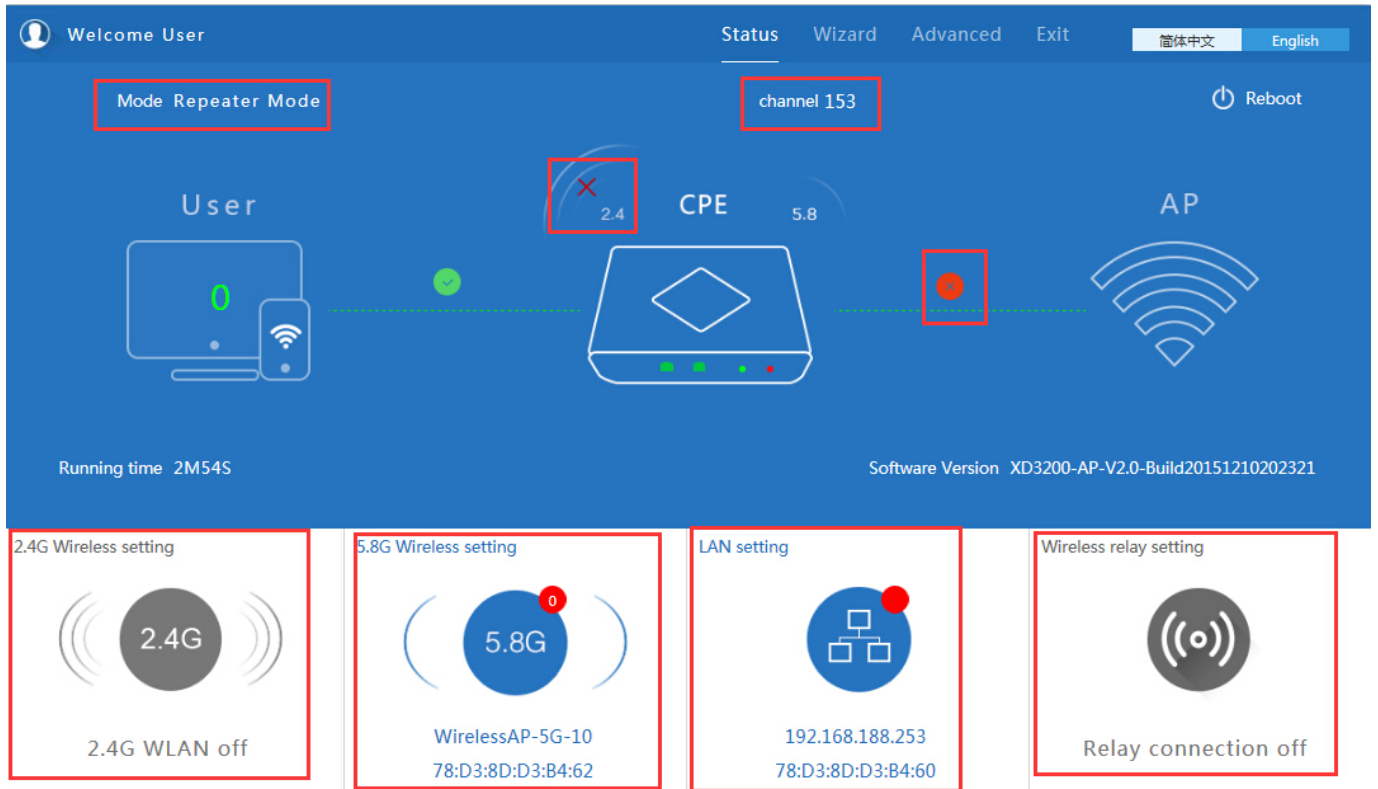 Welcome User
Status Wizard Advanced Exit 简体中文 English
Mode Repeater Mode
channel 153
Reboot
User
2.4
CPE
5.8
AP
0
Running time 2M54S
Software Version XD3200-AP-V2.0-Build20151210202321
2.4G Wireless setting
2.4G
2.4G WLAN off
5.8G Wireless setting
0
5.8G
WirelessAP-5G-10
78:D3:8D:D3:B4:62
LAN setting
192.168.188.253
78:D3:8D:D3:B4:60
Wireless relay setting
Relay connection off